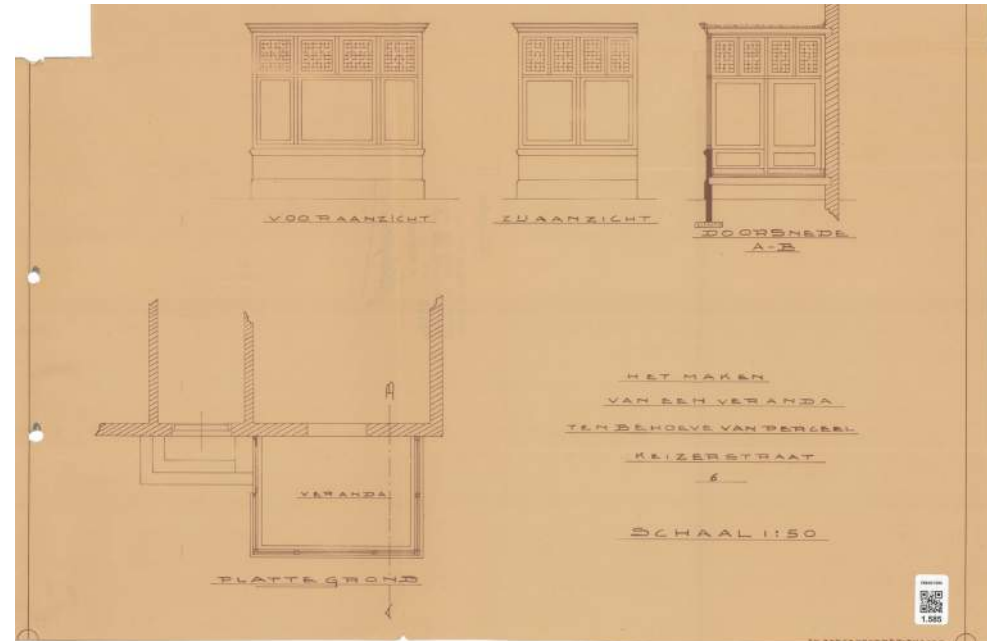 VOORAANZICHT
ZIJAANZICHT
DOORSNEDE
A-B
HET MAKEN
VAN EEN VERANDA
TEN BEHOEVE VAN PERCEEL
KEIZERSTRAAT
6
VERANDA
SCHAAL 1:50
PLATTEGROND
1.585